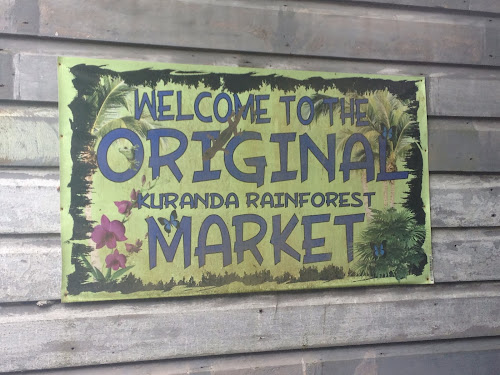 WELCOME TO THE
ORIGINAL
KURANDA RAINFOREST
MARKET